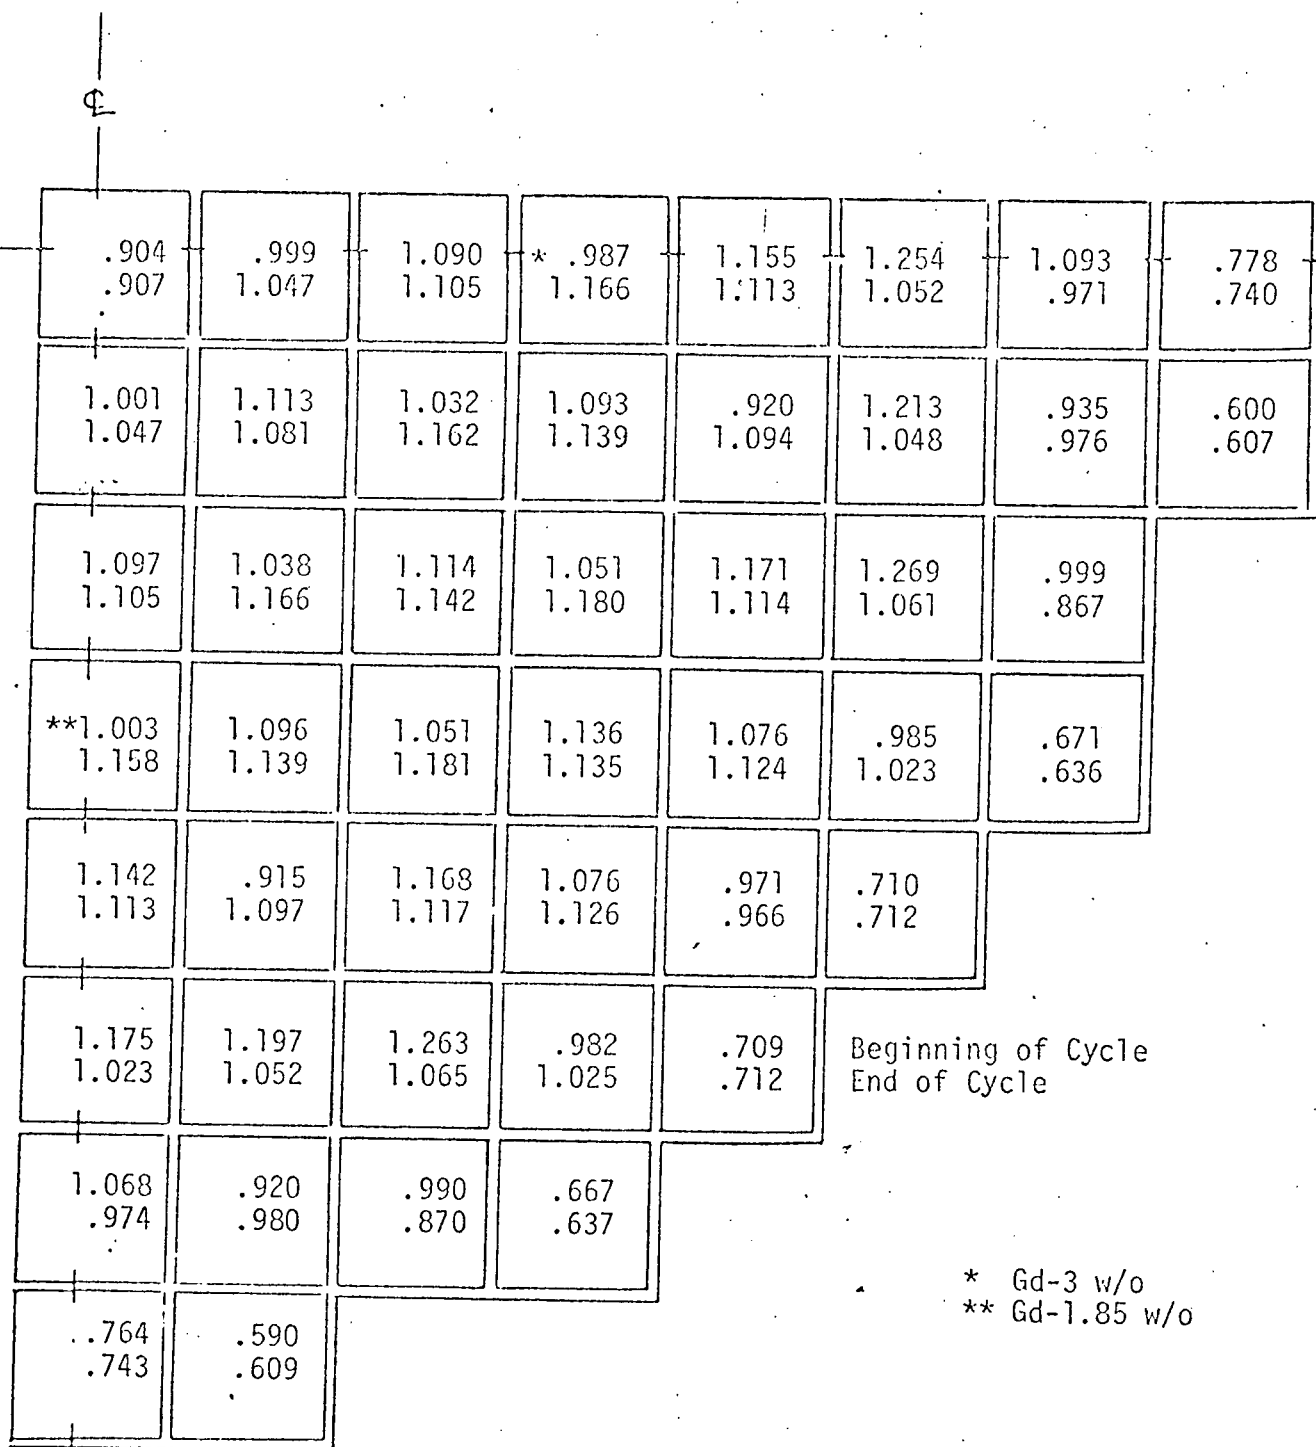 ℄
.904 .999 1.090 * .987 1.155 1.254 1.093 .778
.907 1.047 1.105 1.166 1.113 1.052 .971 .740
1.001 1.113 1.032 1.093 .920 1.213 .935 .600
1.047 1.081 1.162 1.139 1.094 1.048 .976 .607
1.097 1.038 1.114 1.051 1.171 1.269 .999
1.105 1.166 1.142 1.180 1.114 1.061 .867
**1.003 1.096 1.051 1.136 1.076 .985 .671
1.158 1.139 1.181 1.135 1.124 1.023 .636
1.142 .915 1.168 1.076 .971 .710
1.113 1.097 1.117 1.126 .966 .712
1.175 1.197 1.263 .982 .709 Beginning of Cycle
1.023 1.052 1.065 1.025 .712 End of Cycle
1.068 .920 .990 .667
.974 .980 .870 .637
* Gd-3 w/o
** Gd-1.85 w/o
.764 .590
.743 .609